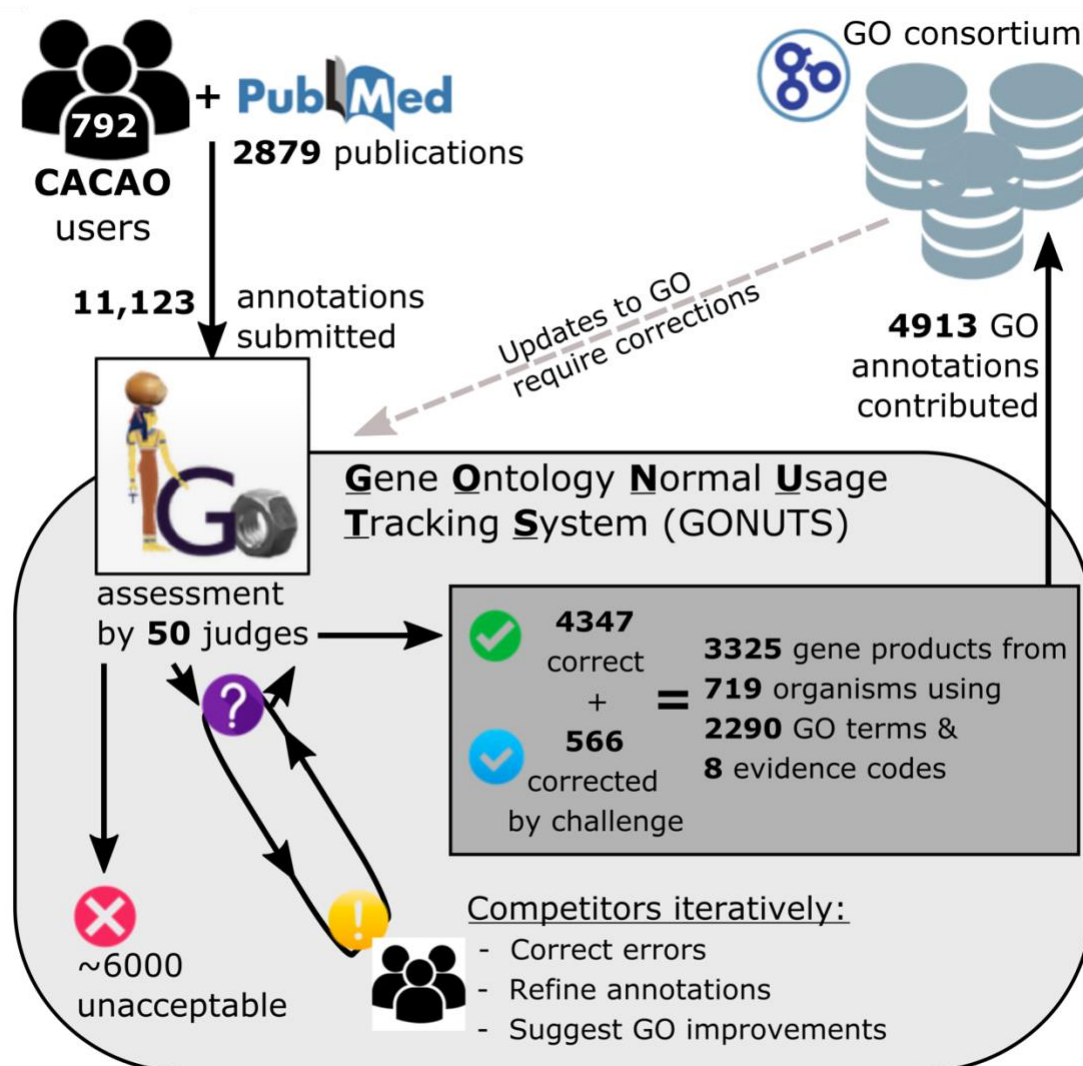 792
CACAO
users
+
PubMed
2879 publications
GO consortium
11,123
annotations
submitted
Updates to GO
require corrections
4913 GO
annotations
contributed
GO
Gene Ontology Normal Usage
Tracking System (GONUTS)
assessment
by 50 judges
?
4347
correct
+
566
corrected
by challenge
=
3325 gene products from
719 organisms using
2290 GO terms &
8 evidence codes
!
~6000
unacceptable
Competitors iteratively:
- Correct errors
- Refine annotations
- Suggest GO improvements